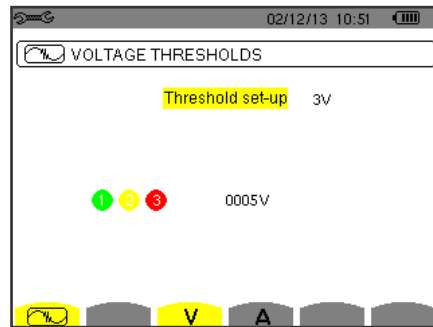 02/12/13 10:51
VOLTAGE THRESHOLDS
Threshold set-up 3V
1 2 3 0005V
V A